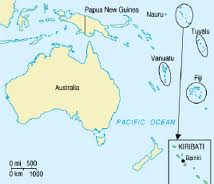 Papua New Guinea
Nauru
Tuvalu
Vanuatu
Fiji
Australia
PACIFIC OCEAN
KIRIBATI
Bairiki
0 mi 500
0 km 1000